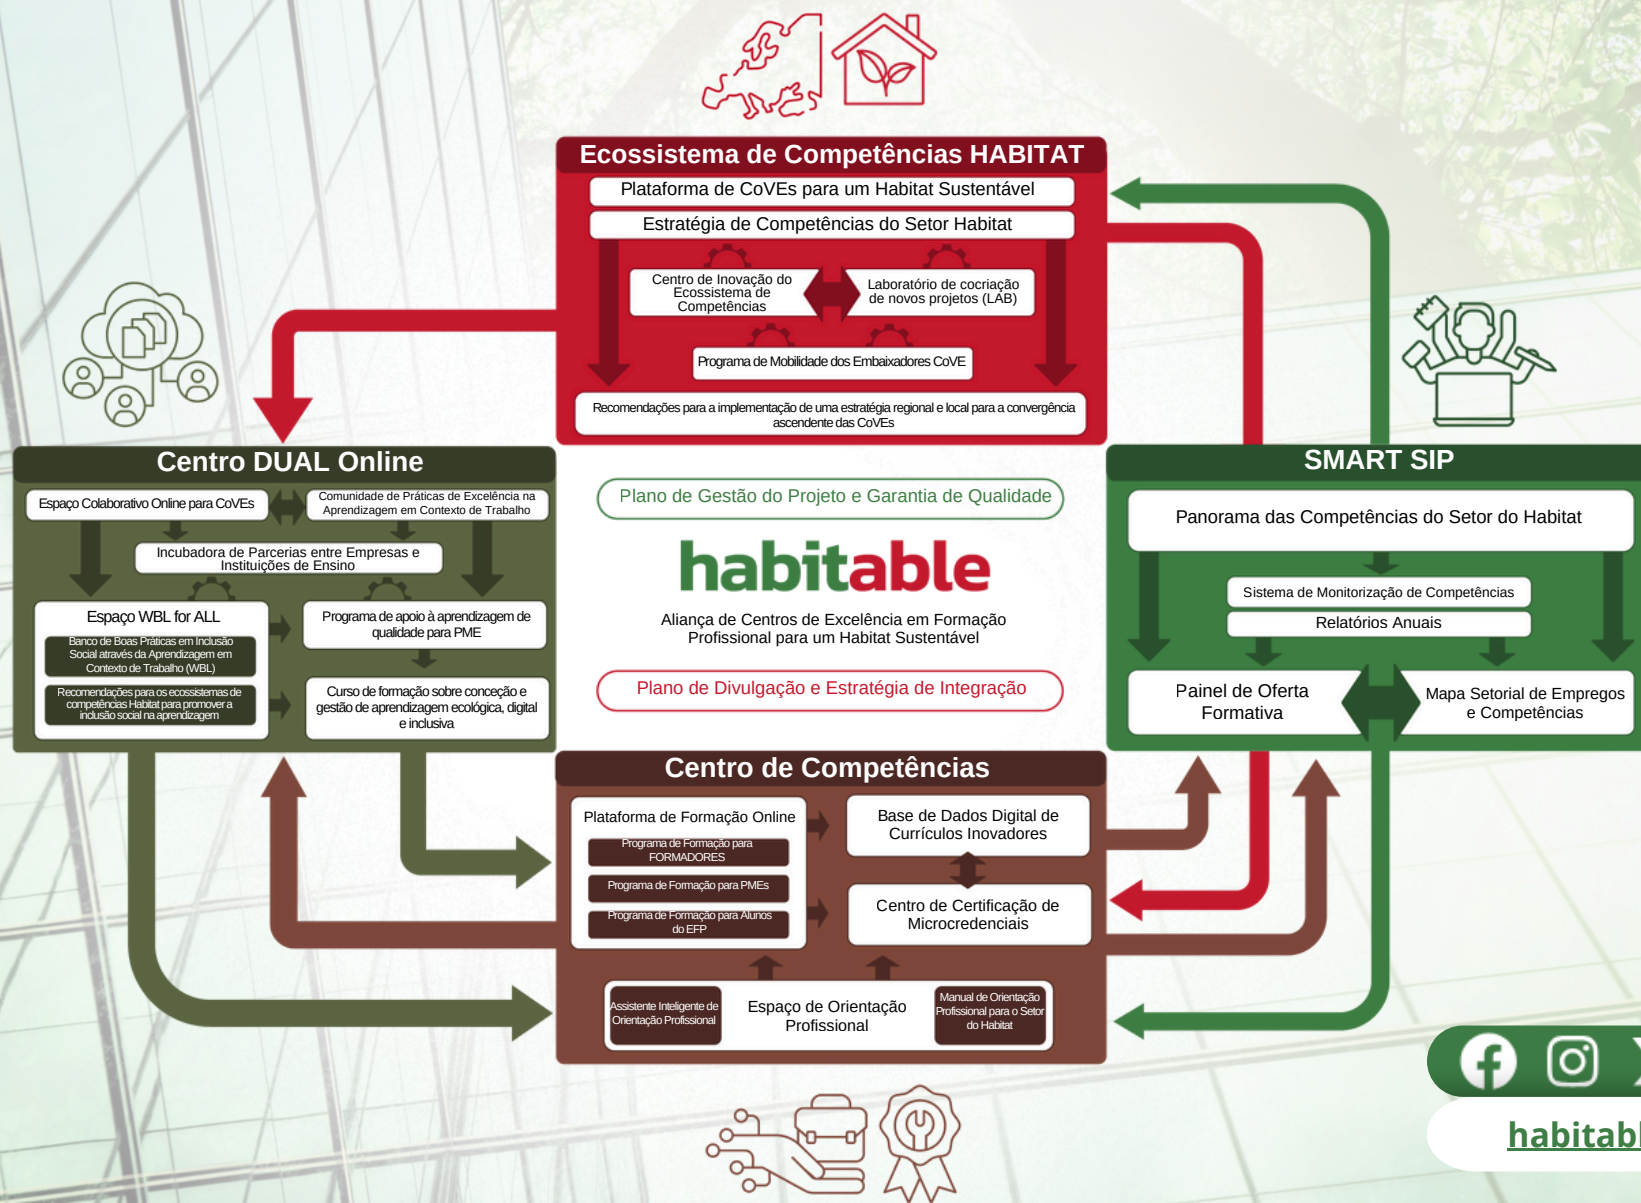 Ecossistema de Competências HABITAT
Plataforma de CoVEs para um Habitat Sustentável
Estratégia de Competências do Setor Habitat
Centro de Inovação do
Ecossistema de
Competências
Laboratório de cocriação
de novos projetos (LAB)
Programa de Mobilidade dos Embaixadores CoVE
Recomendações para a implementação de uma estratégia regional e local para a convergência
ascendente das CoVEs
Centro DUAL Online
Espaço Colaborativo Online para CoVEs
Comunidade de Práticas de Excelência na
Aprendizagem em Contexto de Trabalho
Incubadora de Parcerias entre Empresas e
Instituições de Ensino
Espaço WBL for ALL
Banco de Boas Práticas em Inclusão
Social através da Aprendizagem em
Contexto de Trabalho (WBL)
Recomendações para os ecossistemas de
competências Habitat para promover a
inclusão social na aprendizagem
Programa de apoio à aprendizagem de
qualidade para PME
Curso de formação sobre conceção e
gestão de aprendizagem ecológica, digital
e inclusiva
Plano de Gestão do Projeto e Garantia de Qualidade
habitable
Aliança de Centros de Excelência em Formação
Profissional para um Habitat Sustentável
Plano de Divulgação e Estratégia de Integração
SMART SIP
Panorama das Competências do Setor do Habitat
Sistema de Monitorização de Competências
Relatórios Anuais
Painel de Oferta
Formativa
Mapa Setorial de Empregos
e Competências
Centro de Competências
Plataforma de Formação Online
Programa de Formação para
FORMADORES
Programa de Formação para PMEs
Programa de Formação para Alunos
do EFP
Base de Dados Digital de
Currículos Inovadores
Centro de Certificação de
Microcredenciais
Assistente Inteligente de
Orientação Profissional
Espaço de Orientação
Profissional
Manual de Orientação
Profissional para o Setor
do Habitat